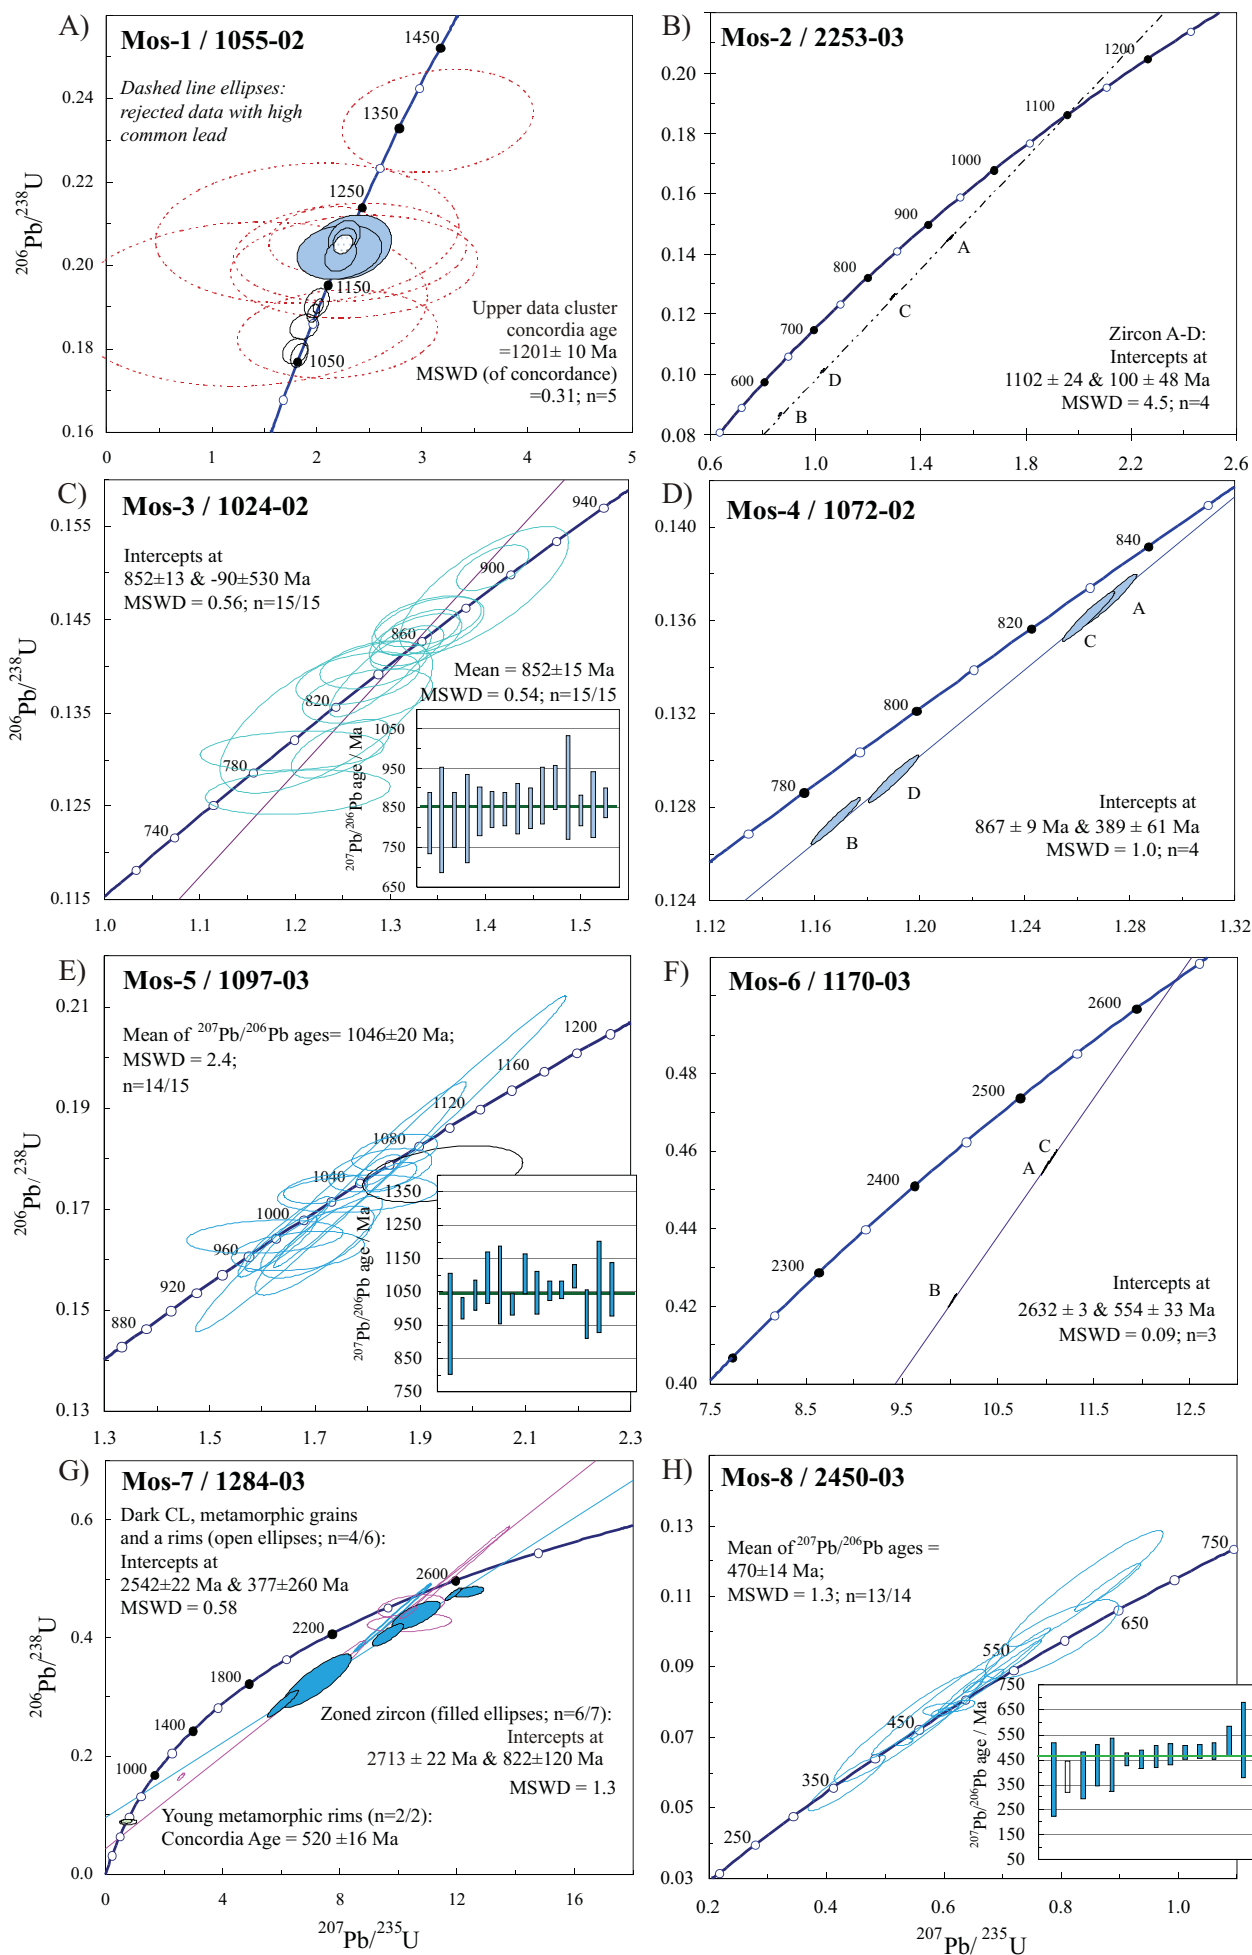 A)
Mos-1 / 1055-02
Dashed line ellipses:
rejected data with high
common lead
1450
1350
1250
1150
1050
Upper data cluster
concordia age
=1201± 10 Ma
MSWD (of concordance)
=0.31; n=5
0.24
0.22
0.20
0.18
0.16
206Pb/238U
0 1 2 3 4 5
B)
Mos-2 / 2253-03
1200
1100
1000
900
800
700
600
A
C
D
B
Zircon A-D:
Intercepts at
1102 ± 24 & 100 ± 48 Ma
MSWD = 4.5; n=4
0.20
0.18
0.16
0.14
0.12
0.10
0.08
0.6 1.0 1.4 1.8 2.2 2.6
C)
Mos-3 / 1024-02
Intercepts at
852±13 & -90±530 Ma
MSWD = 0.56; n=15/15
940
900
860
820
780
740
Mean = 852±15 Ma
MSWD = 0.54; n=15/15
1050
950
850
750
650
207Pb/206Pb age / Ma
0.155
0.145
0.135
0.125
0.115
206Pb/238U
1.0 1.1 1.2 1.3 1.4 1.5
D)
Mos-4 / 1072-02
840
820
800
780
A
C
D
B
Intercepts at
867 ± 9 Ma & 389 ± 61 Ma
MSWD = 1.0; n=4
0.140
0.136
0.132
0.128
0.124
1.12 1.16 1.20 1.24 1.28 1.32
E)
Mos-5 / 1097-03
Mean of 207Pb/206Pb ages= 1046±20 Ma;
MSWD = 2.4;
n=14/15
1200
1160
1120
1080
1040
1000
960
920
880
1350
1250
1150
1050
950
850
750
207Pb/206Pb age / Ma
0.21
0.19
0.17
0.15
0.13
206Pb/ 238U
1.3 1.5 1.7 1.9 2.1 2.3
F)
Mos-6 / 1170-03
2600
2500
2400
2300
C
A
B
Intercepts at
2632 ± 3 & 554 ± 33 Ma
MSWD = 0.09; n=3
0.48
0.46
0.44
0.42
0.40
7.5 8.5 9.5 10.5 11.5 12.5
G)
Mos-7 / 1284-03
Dark CL, metamorphic grains
and a rims (open ellipses; n=4/6):
Intercepts at
2542±22 Ma & 377±260 Ma
MSWD = 0.58
2600
2200
1800
1400
1000
Zoned zircon (filled ellipses; n=6/7):
Intercepts at
2713 ± 22 Ma & 822±120 Ma
MSWD = 1.3
Young metamorphic rims (n=2/2):
Concordia Age = 520 ±16 Ma
0.6
0.4
0.2
0.0
206Pb/238U
0 4 8 12 16
207Pb/235U
H)
Mos-8 / 2450-03
Mean of 207Pb/206Pb ages =
470±14 Ma;
MSWD = 1.3; n=13/14
750
650
550
450
350
250
750
650
550
450
350
250
150
50
207Pb/206Pb age / Ma
0.13
0.11
0.09
0.07
0.05
0.03
0.2 0.4 0.6 0.8 1.0
207Pb/ 235U